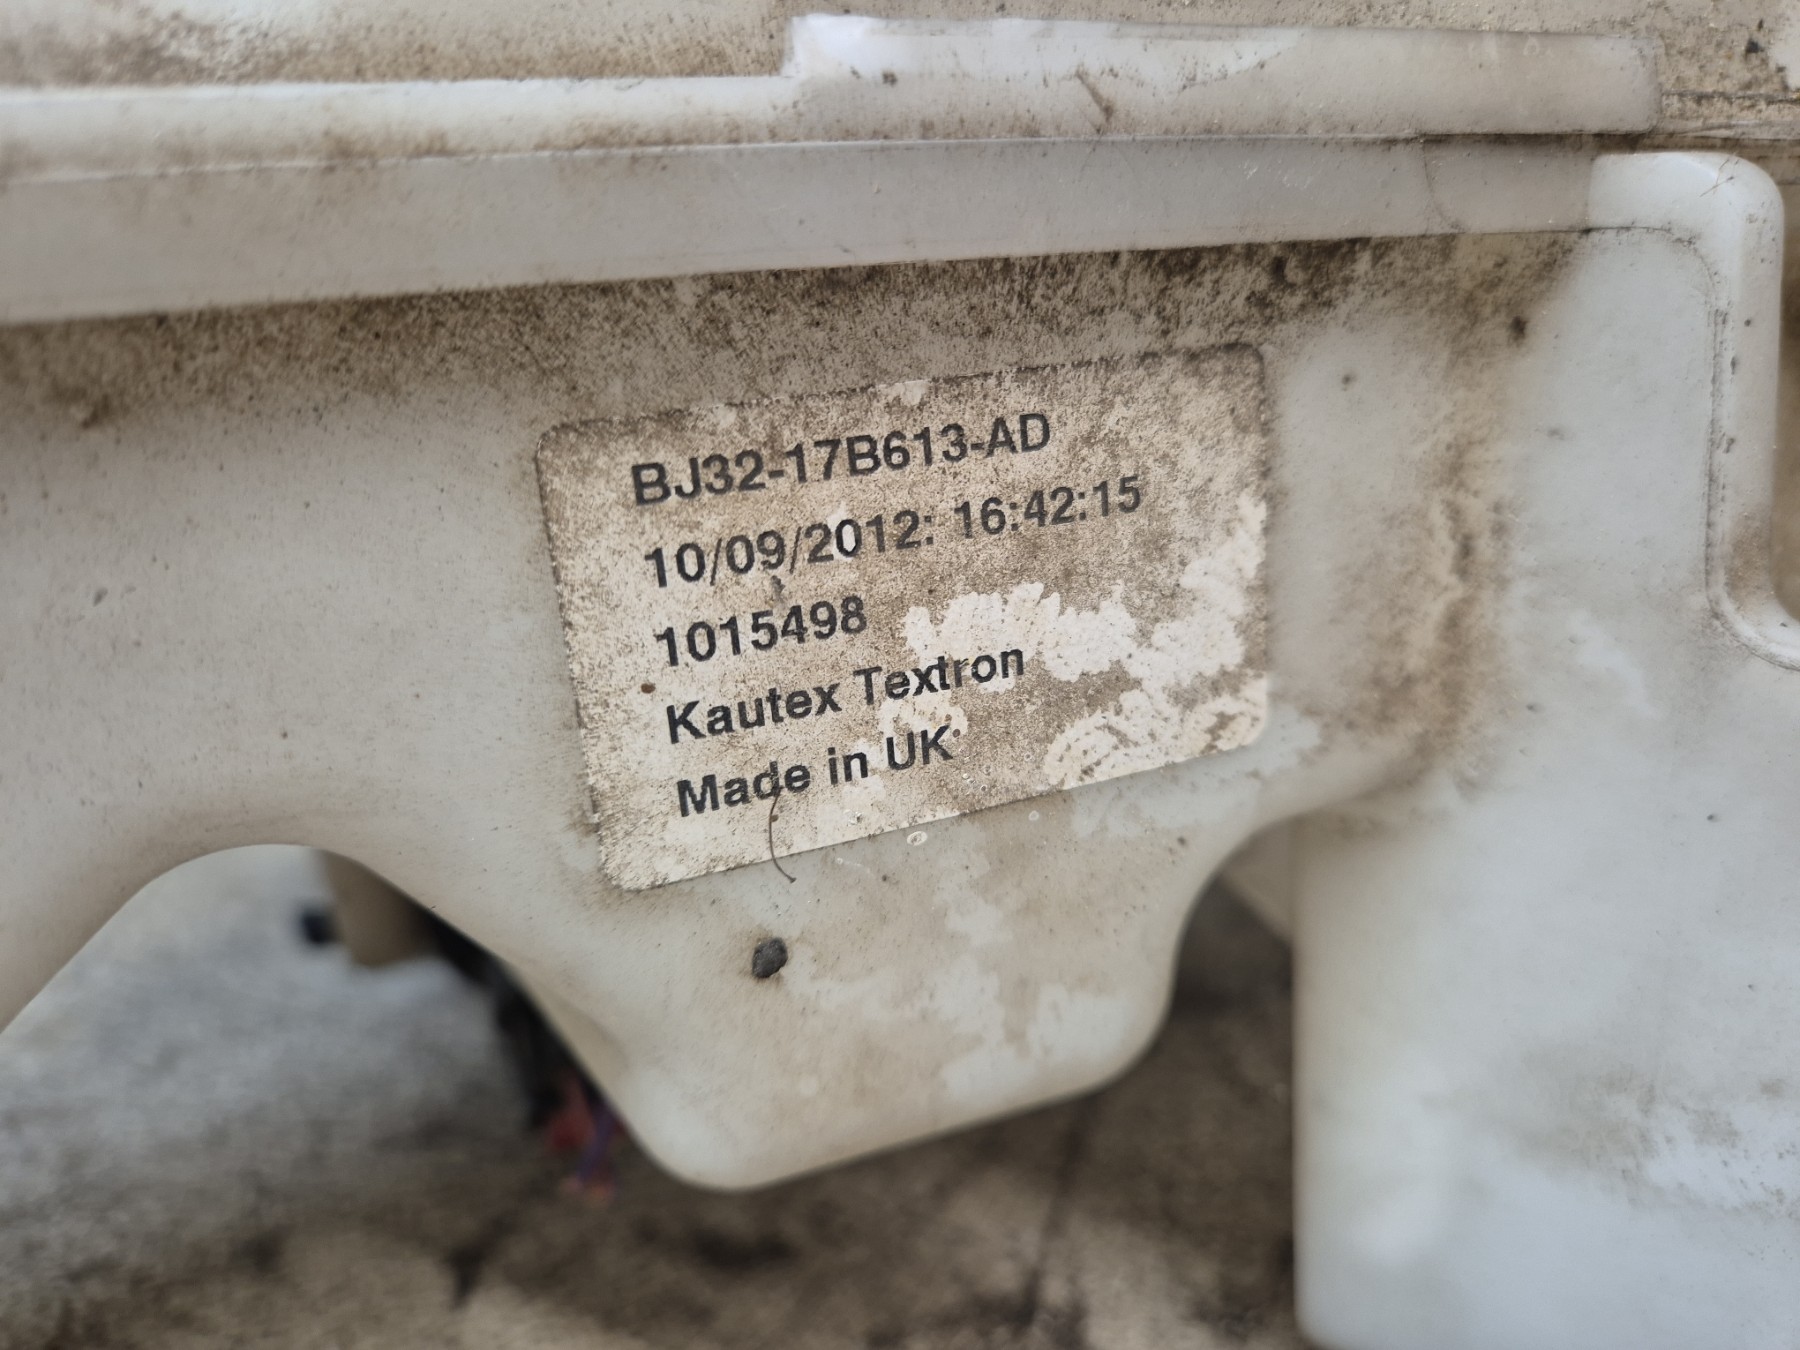 BJ32-17B613-AD
10/09/2012: 16:42:15
1015498
Kautex Textron
Made in UK